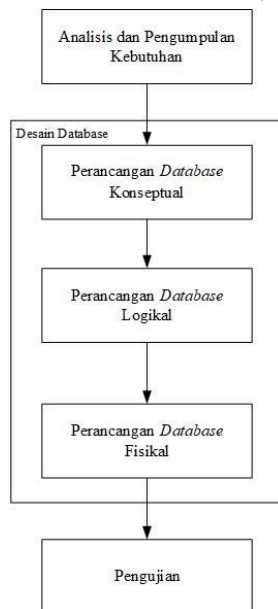 Analisis dan Pengumpulan
Kebutuhan
Desain Database
Perancangan Database
Konseptual
Perancangan Database
Logikal
Perancangan Database
Fisikal
Pengujian